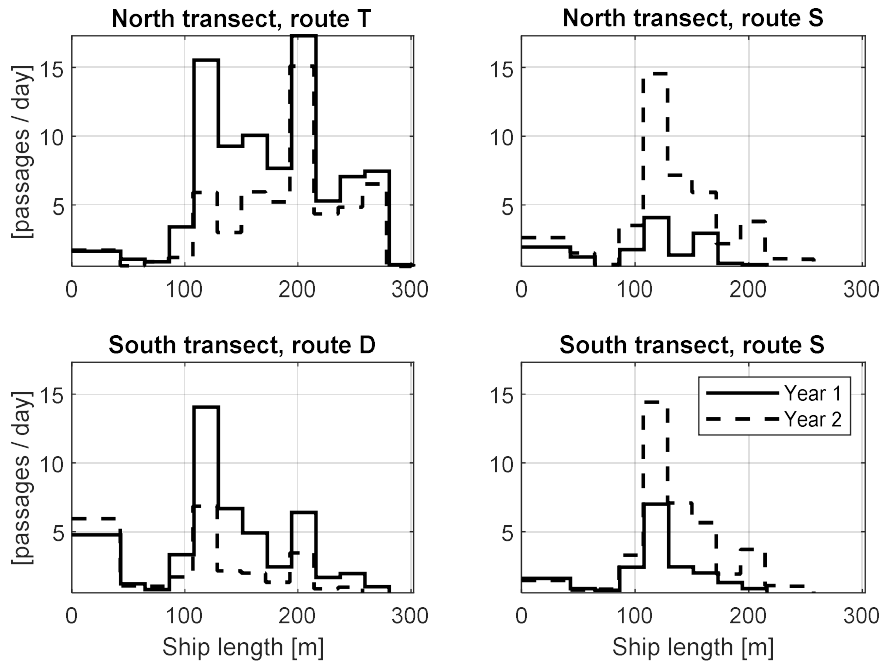 North transect, route T
[passages / day]
15
10
5
0 100 200 300
North transect, route S
15
10
5
0 100 200 300
South transect, route D
[passages / day]
15
10
5
0 100 200 300
Ship length [m]
South transect, route S
15
10
5
0 100 200 300
Ship length [m]
Year 1
Year 2